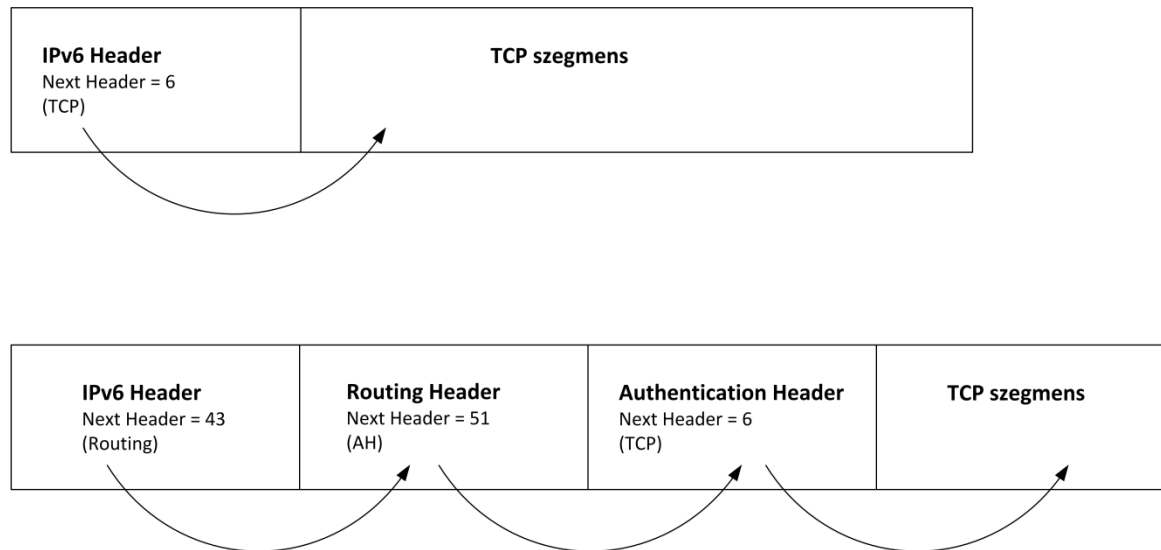 IPv6 Header
Next Header = 6
(TCP)
TCP szegmens
IPv6 Header
Next Header = 43
(Routing)
Routing Header
Next Header = 51
(AH)
Authentication Header
Next Header = 6
(TCP)
TCP szegmens